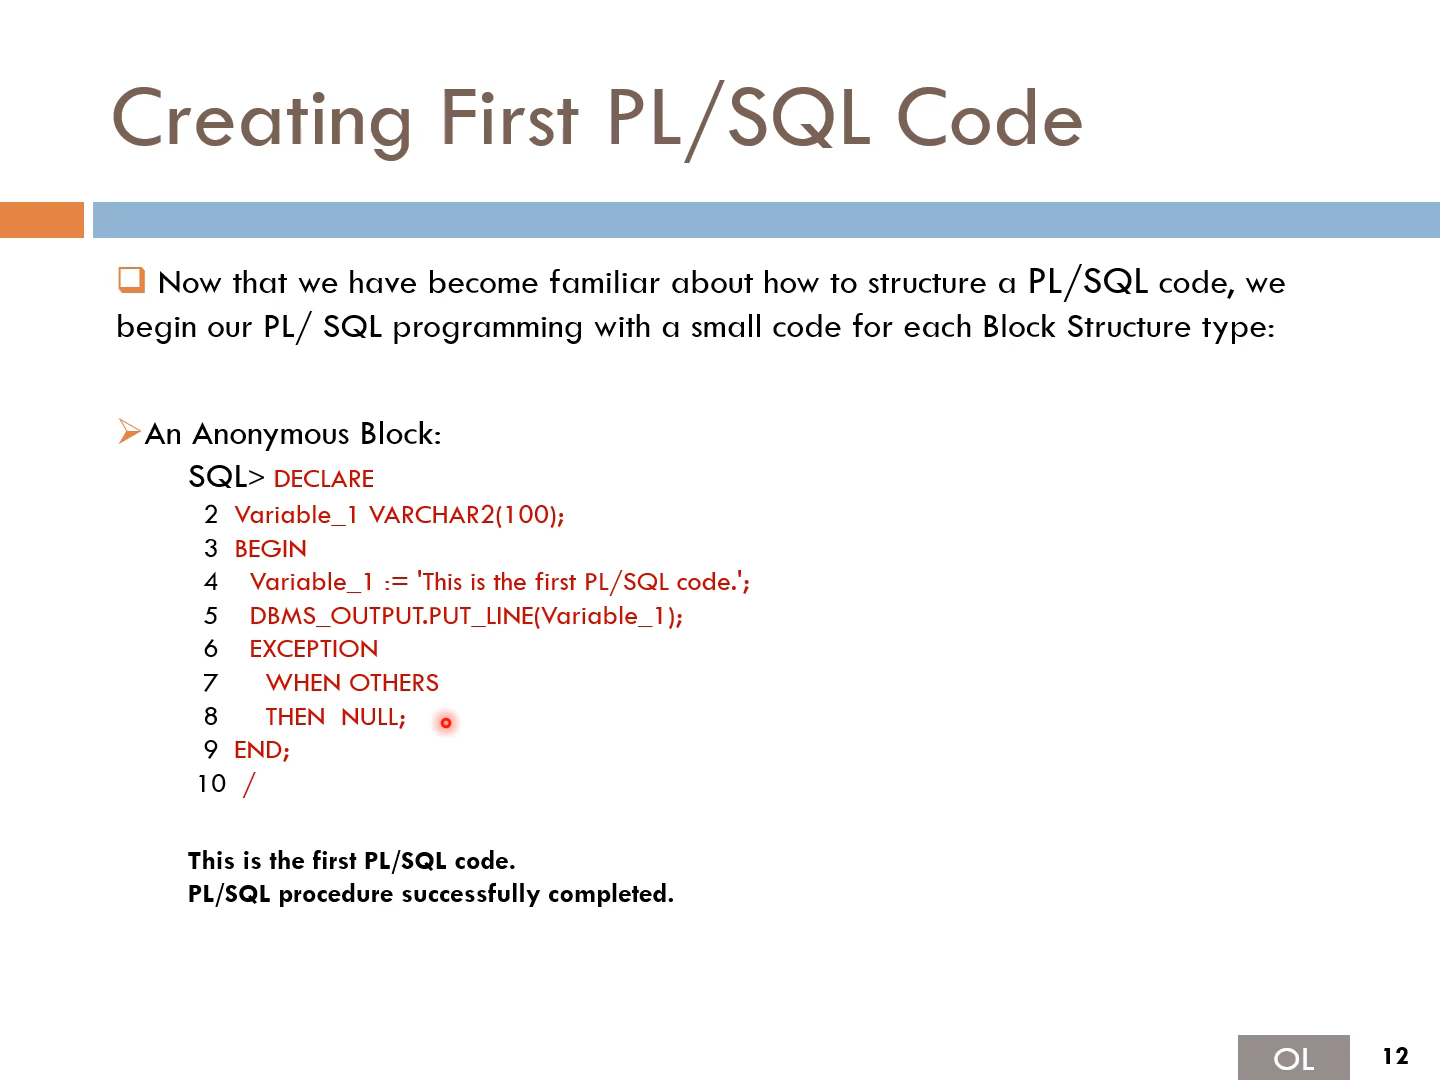 Creating First PL/SQL Code
Now that we have become familiar about how to structure a PL/SQL code, we
begin our PL/ SQL programming with a small code for each Block Structure type:
An Anonymous Block:
SQL> DECLARE
2 Variable_1 VARCHAR2(100);
3 BEGIN
4 Variable_1 := 'This is the first PL/SQL code.';
5 DBMS_OUTPUT.PUT_LINE(Variable_1);
6 EXCEPTION
7 WHEN OTHERS
8 THEN NULL;
9 END;
10 /
This is the first PL/SQL code.
PL/SQL procedure successfully completed.
OL 12